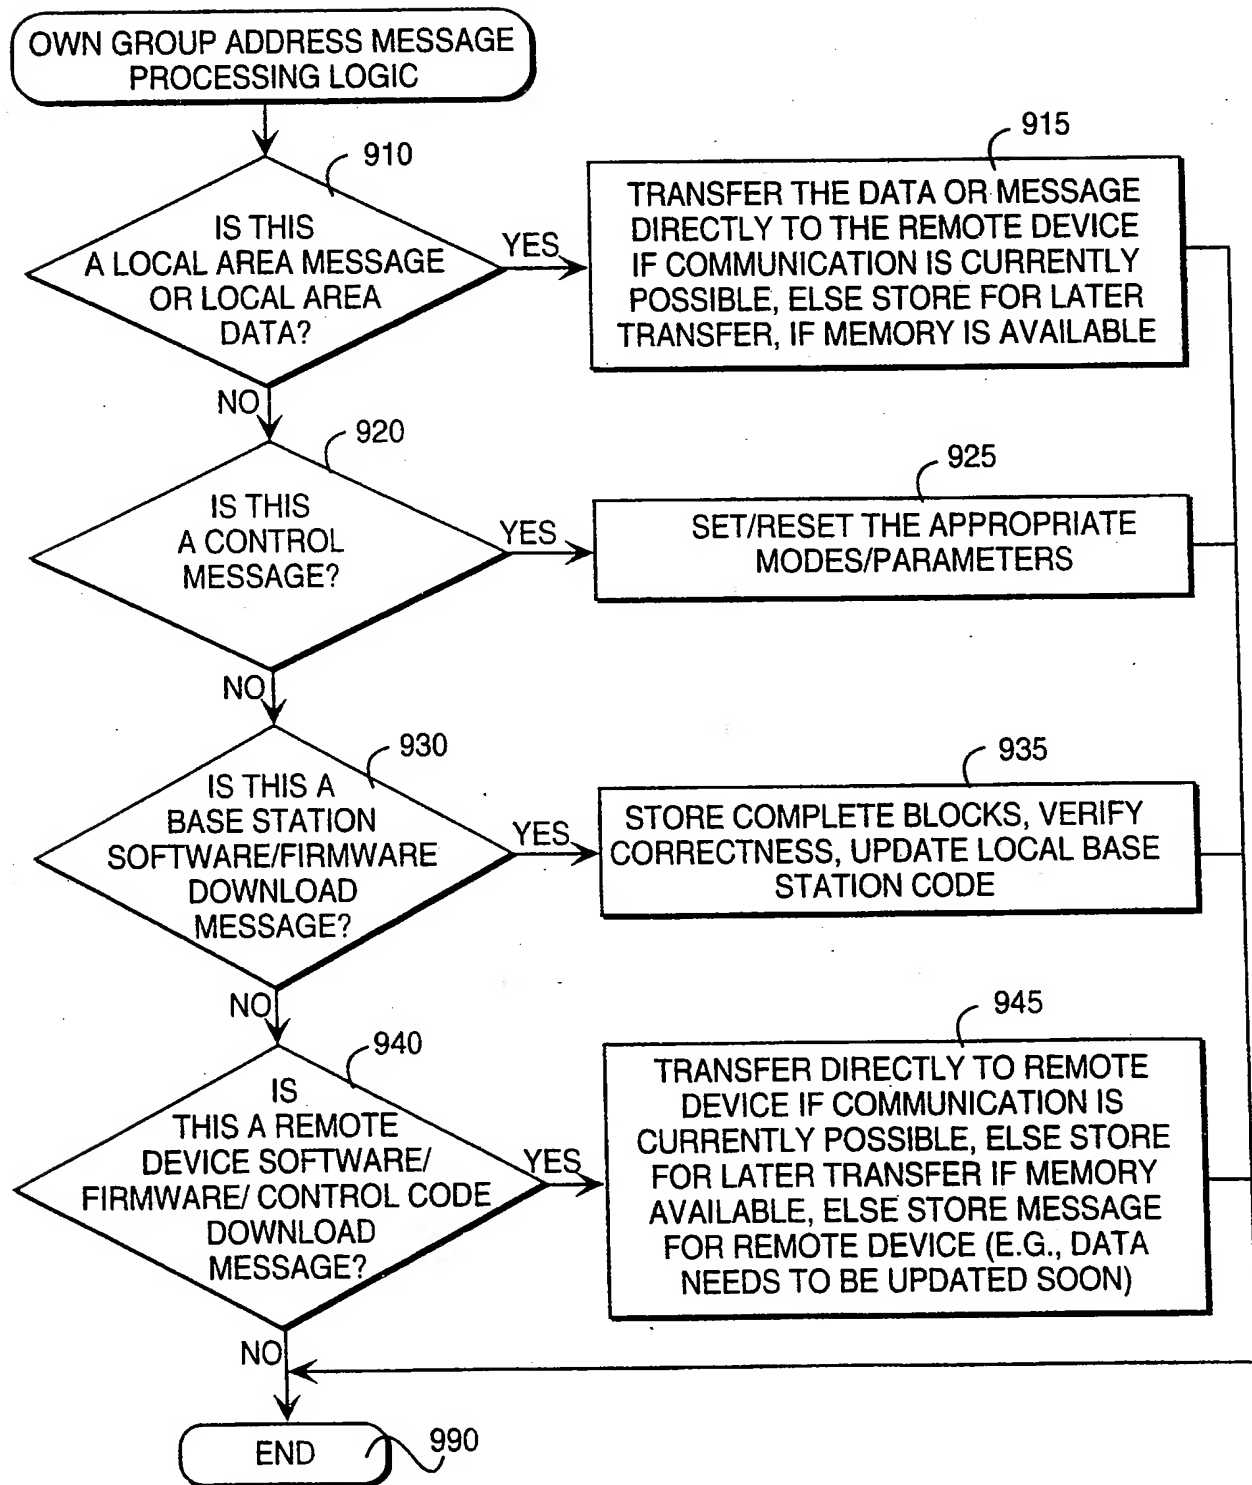 OWN GROUP ADDRESS MESSAGE
PROCESSING LOGIC
910
IS THIS
A LOCAL AREA MESSAGE
OR LOCAL AREA
DATA?
YES
915
TRANSFER THE DATA OR MESSAGE
DIRECTLY TO THE REMOTE DEVICE
IF COMMUNICATION IS CURRENTLY
POSSIBLE, ELSE STORE FOR LATER
TRANSFER, IF MEMORY IS AVAILABLE
NO
920
IS THIS
A CONTROL
MESSAGE?
YES
925
SET/RESET THE APPROPRIATE
MODES/PARAMETERS
NO
930
IS THIS A
BASE STATION
SOFTWARE/FIRMWARE
DOWNLOAD
MESSAGE?
YES
935
STORE COMPLETE BLOCKS, VERIFY
CORRECTNESS, UPDATE LOCAL BASE
STATION CODE
NO
940
IS
THIS A REMOTE
DEVICE SOFTWARE/
FIRMWARE/ CONTROL CODE
DOWNLOAD
MESSAGE?
YES
945
TRANSFER DIRECTLY TO REMOTE
DEVICE IF COMMUNICATION IS
CURRENTLY POSSIBLE, ELSE STORE
FOR LATER TRANSFER IF MEMORY
AVAILABLE, ELSE STORE MESSAGE
FOR REMOTE DEVICE (E.G., DATA
NEEDS TO BE UPDATED SOON)
NO
END
990